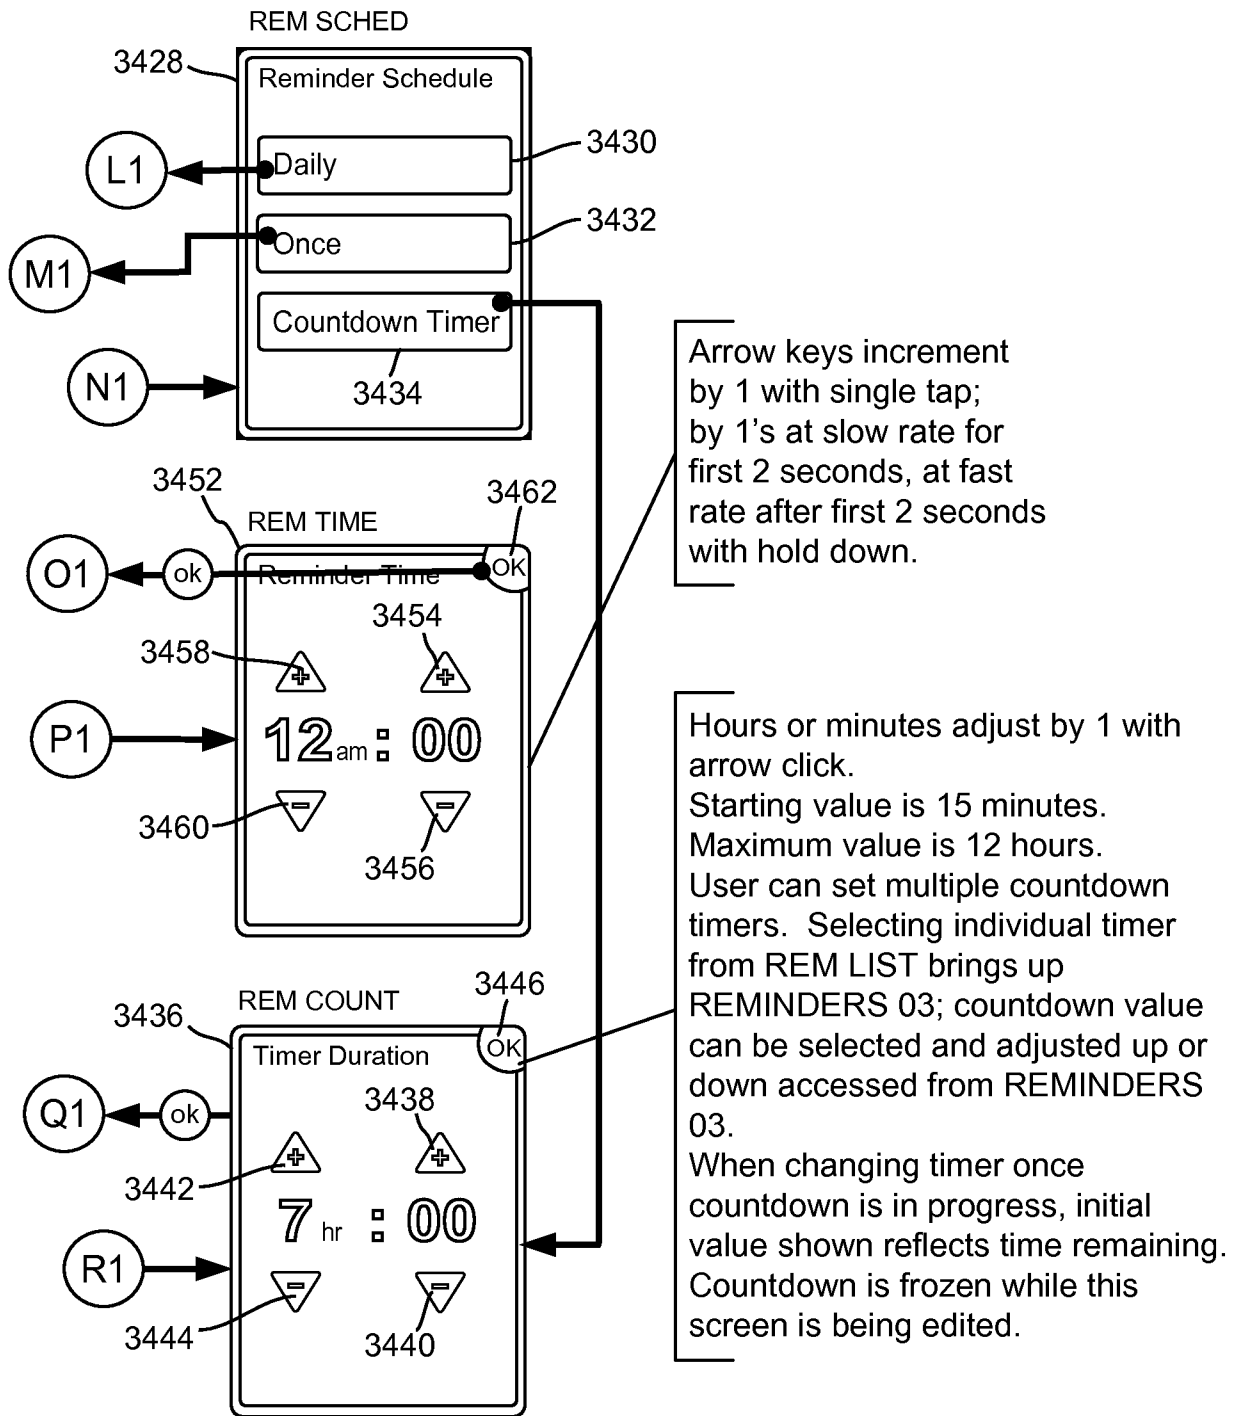 REM SCHED
3428
Reminder Schedule
3430
Daily
L1
3432
Once
M1
Countdown Timer
N1
3434
Arrow keys increment
by 1 with single tap;
by 1's at slow rate for
first 2 seconds, at fast
rate after first 2 seconds
with hold down.
3452
3462
REM TIME
O1
ok
Reminder Time
OK
3454
3458
+
+
P1
12 am : 00
-
-
3460
3456
Hours or minutes adjust by 1 with
arrow click.
Starting value is 15 minutes.
Maximum value is 12 hours.
User can set multiple countdown
timers.  Selecting individual timer
from REM LIST brings up
REMINDERS 03; countdown value
can be selected and adjusted up or
down accessed from REMINDERS
03.
When changing timer once
countdown is in progress, initial
value shown reflects time remaining.
Countdown is frozen while this
screen is being edited.
REM COUNT
3446
3436
Timer Duration
OK
Q1
ok
3438
+
+
3442
7 hr : 00
R1
-
-
3444
3440